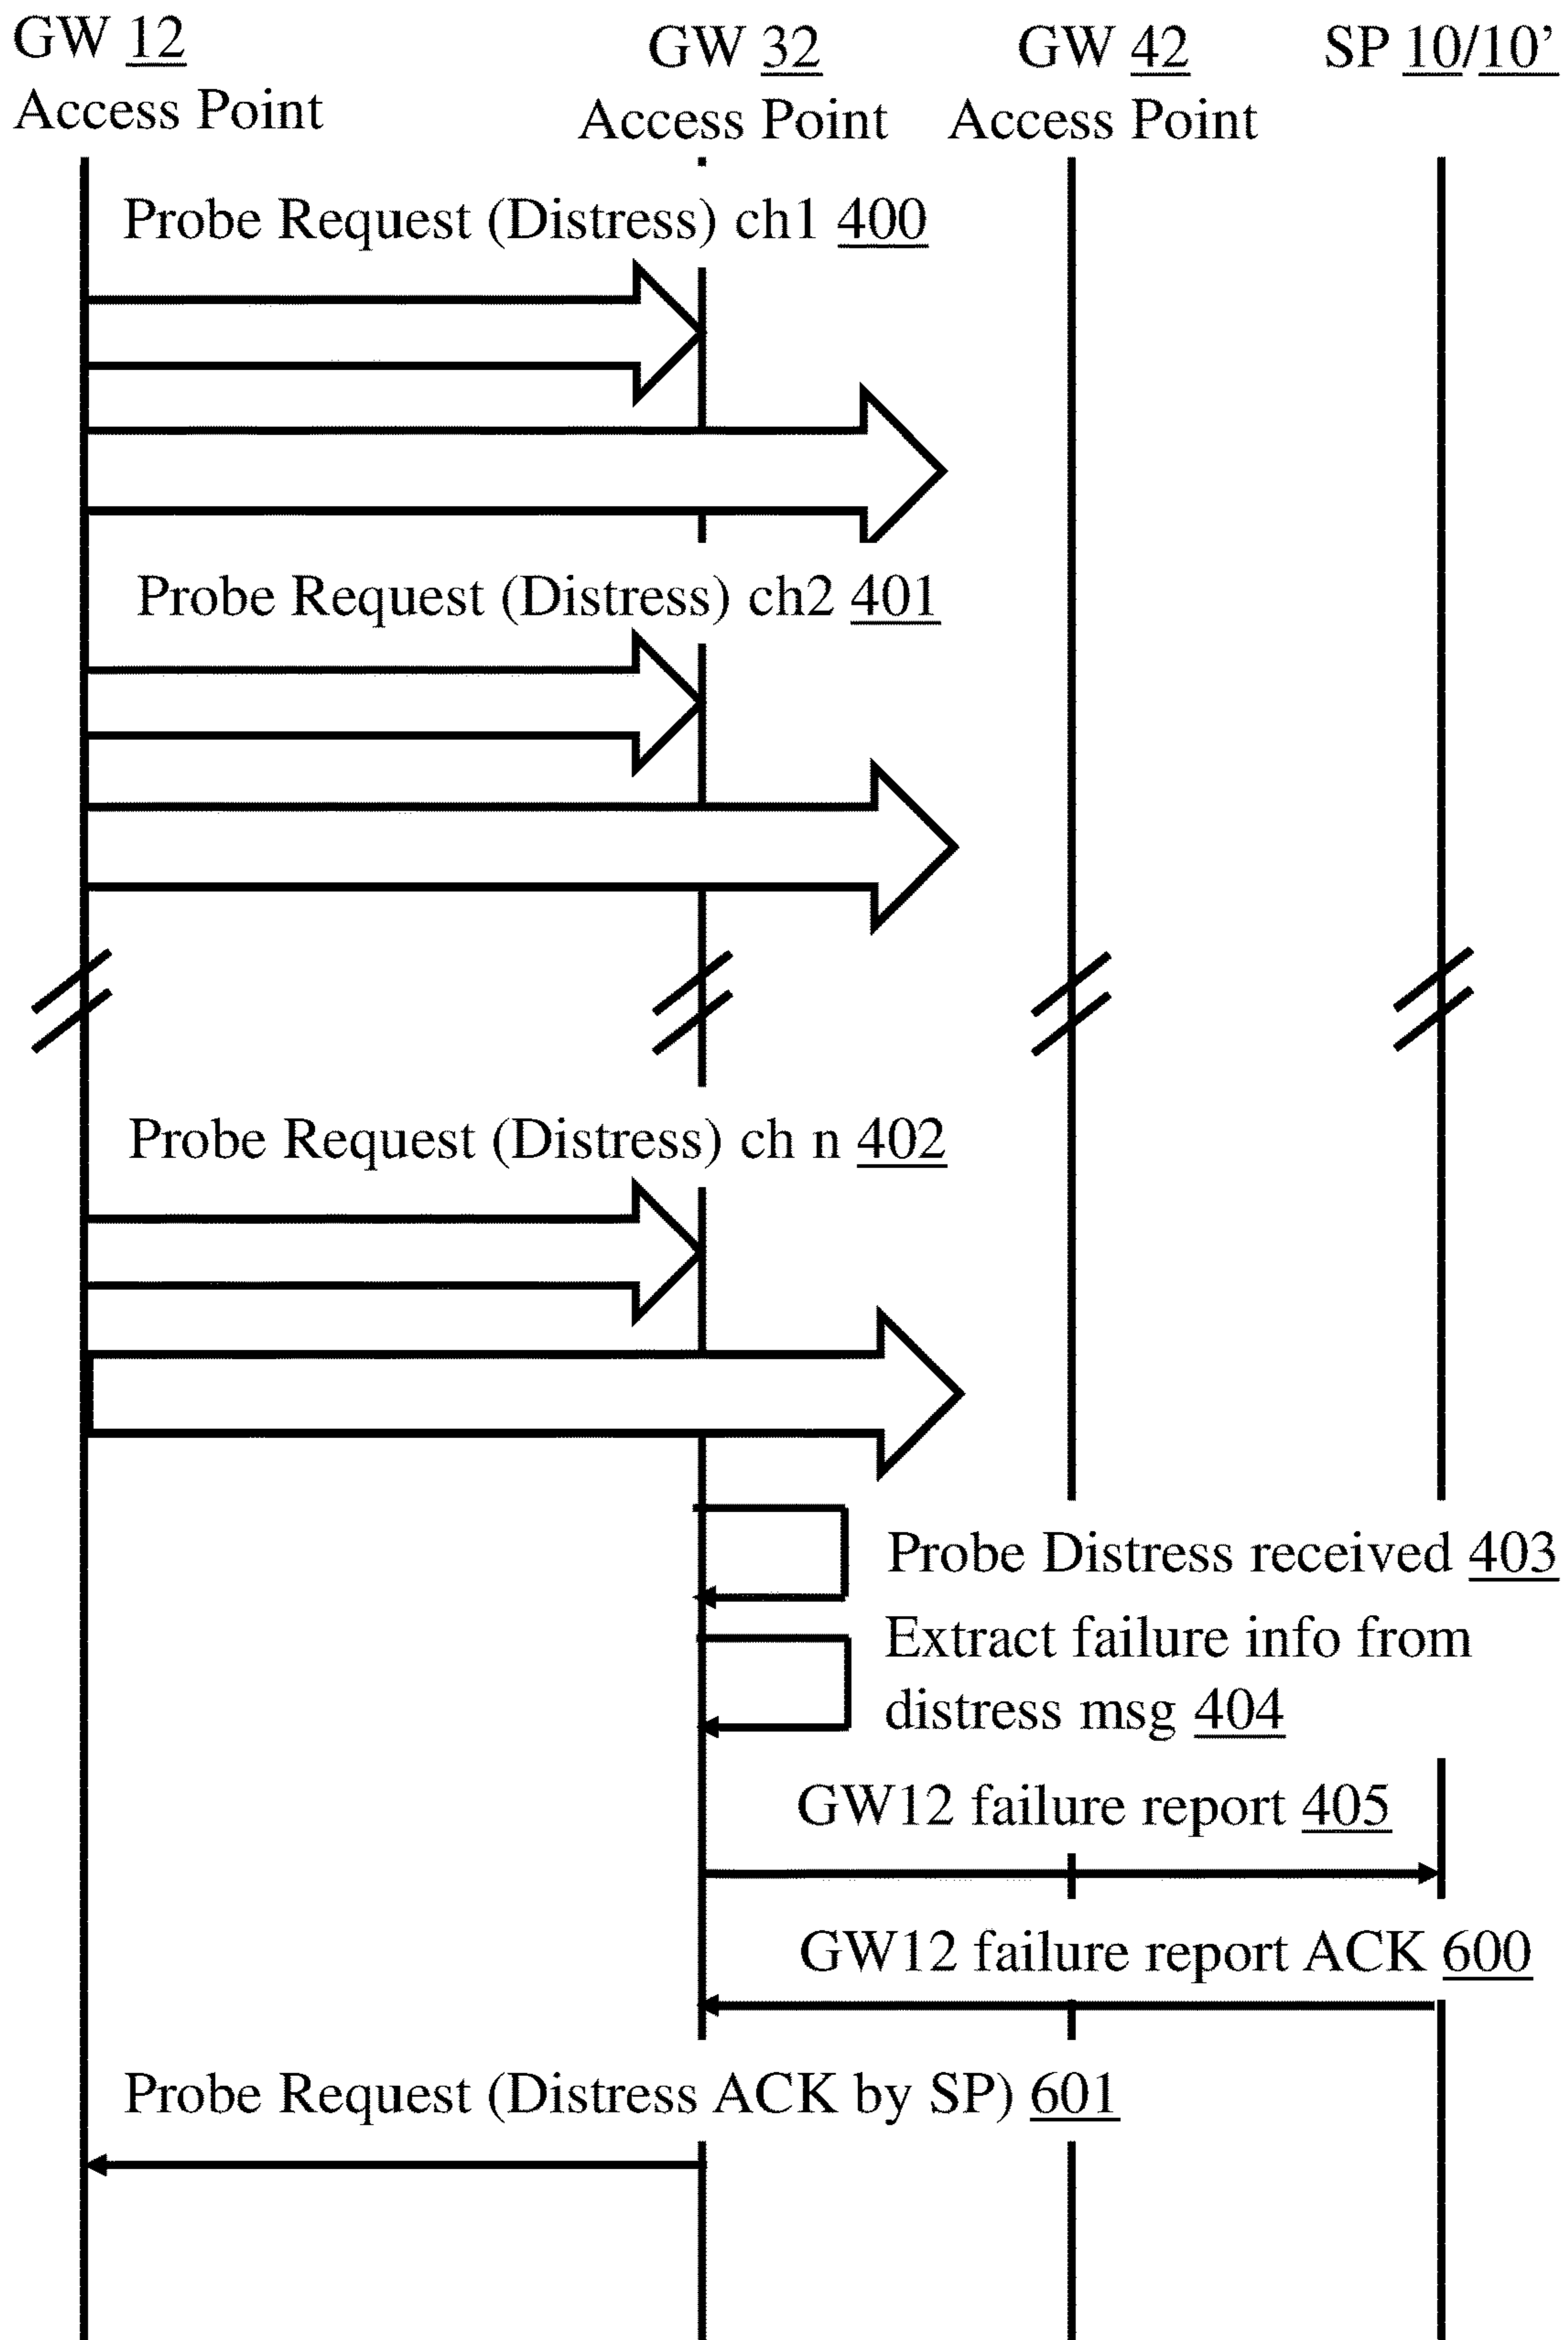 GW 12
Access Point
GW 32
Access Point
GW 42
Access Point
SP 10/10’
Probe Request (Distress) ch1 400
Probe Request (Distress) ch2 401
Probe Request (Distress) ch n 402
Probe Distress received 403
Extract failure info from
distress msg 404
GW12 failure report 405
GW12 failure report ACK 600
Probe Request (Distress ACK by SP) 601